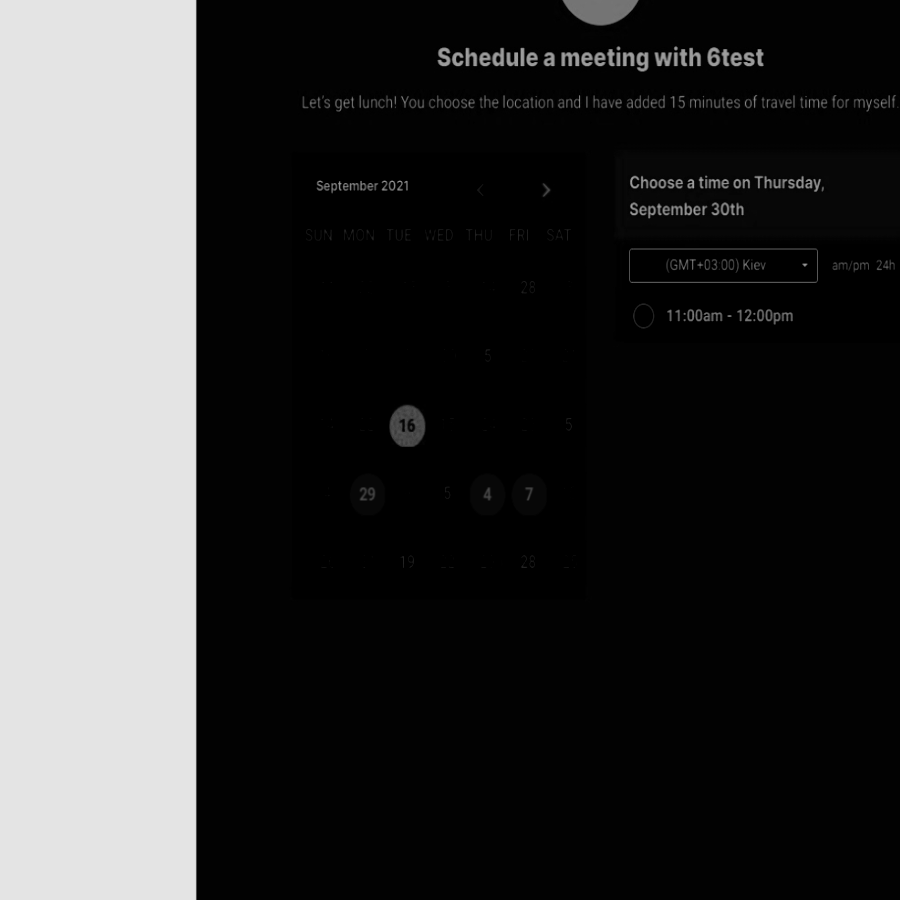 Schedule a meeting with 6test
Let's get lunch! You choose the location and I have added 15 minutes of travel time for myself.
September 2021
SUN MON TUE WED THU FRI SAT
28
5
16 5
29 5 4 7
19 28
Choose a time on Thursday,
September 30th
(GMT+03:00) Kiev am/pm 24h
11:00am - 12:00pm